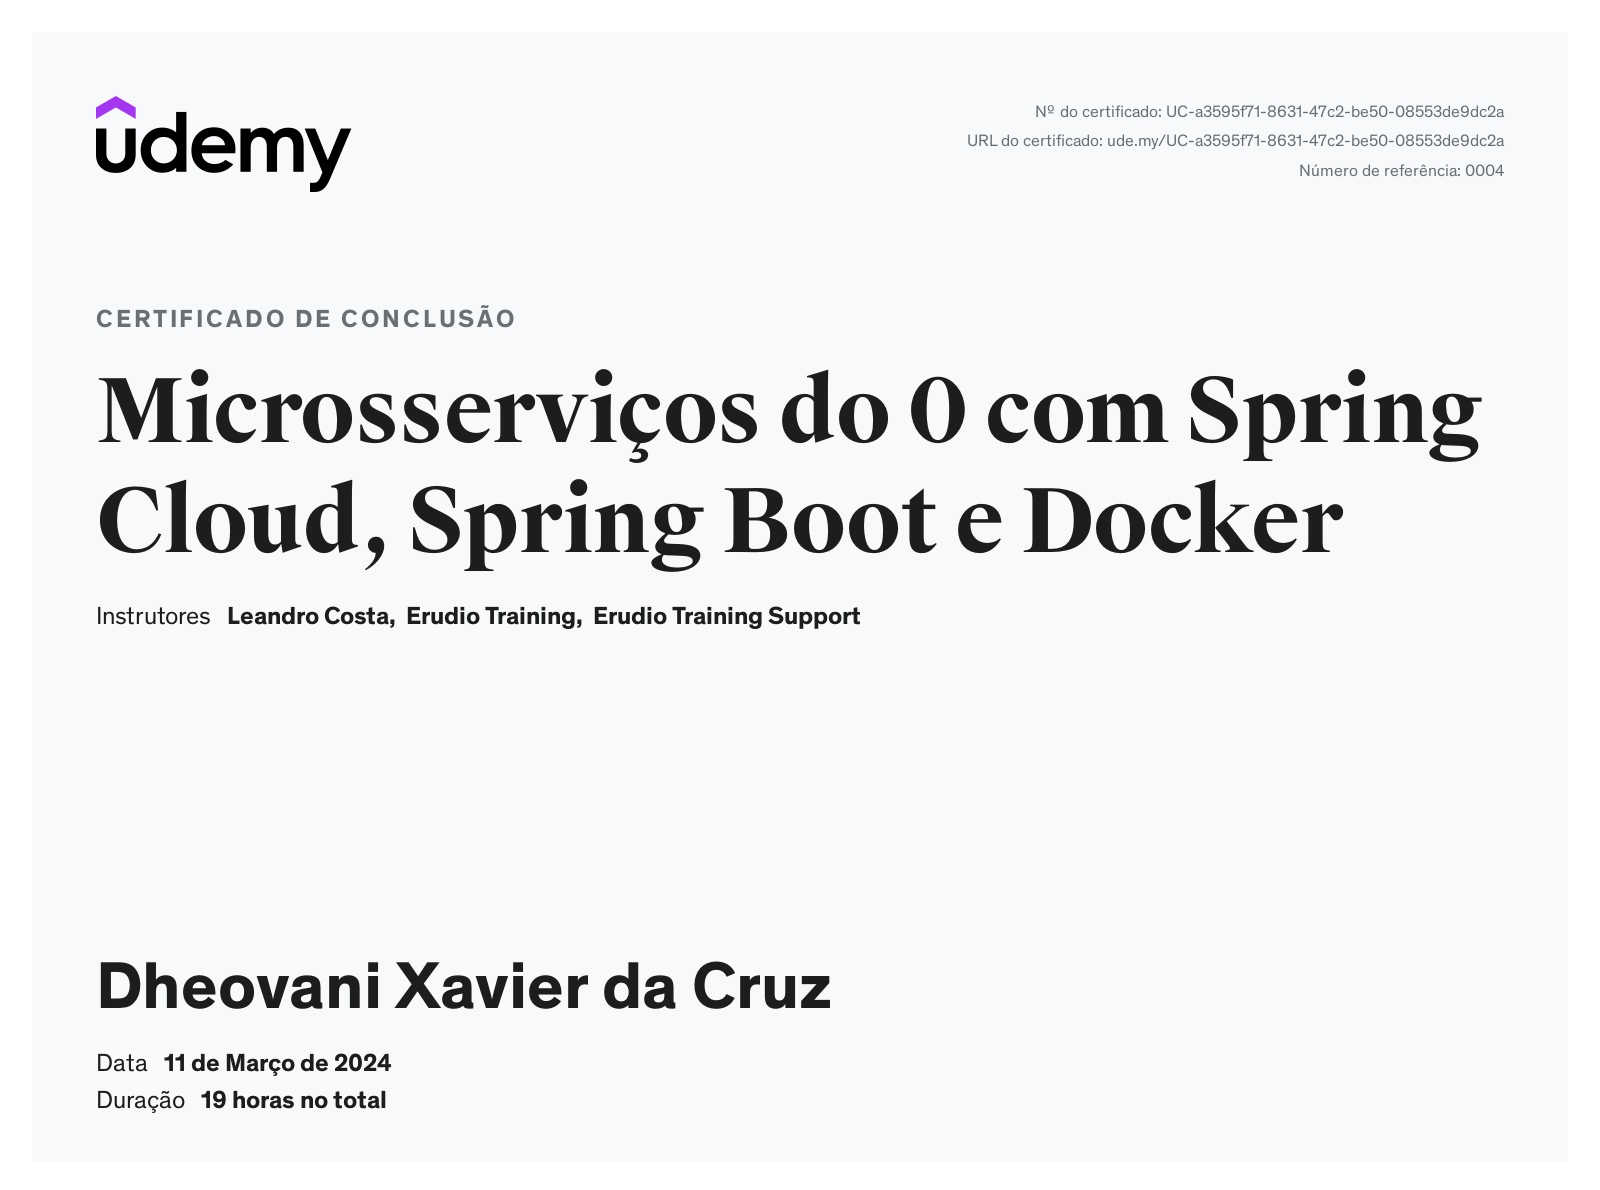 udemy
Nº do certificado: UC-a3595f71-8631-47c2-be50-08553de9dc2a
URL do certificado: ude.my/UC-a3595f71-8631-47c2-be50-08553de9dc2a
Número de referência: 0004
CERTIFICADO DE CONCLUSÃO
Microsserviços do 0 com Spring
Cloud, Spring Boot e Docker
Instrutores Leandro Costa, Erudio Training, Erudio Training Support
Dheovani Xavier da Cruz
Data 11 de Março de 2024
Duração 19 horas no total